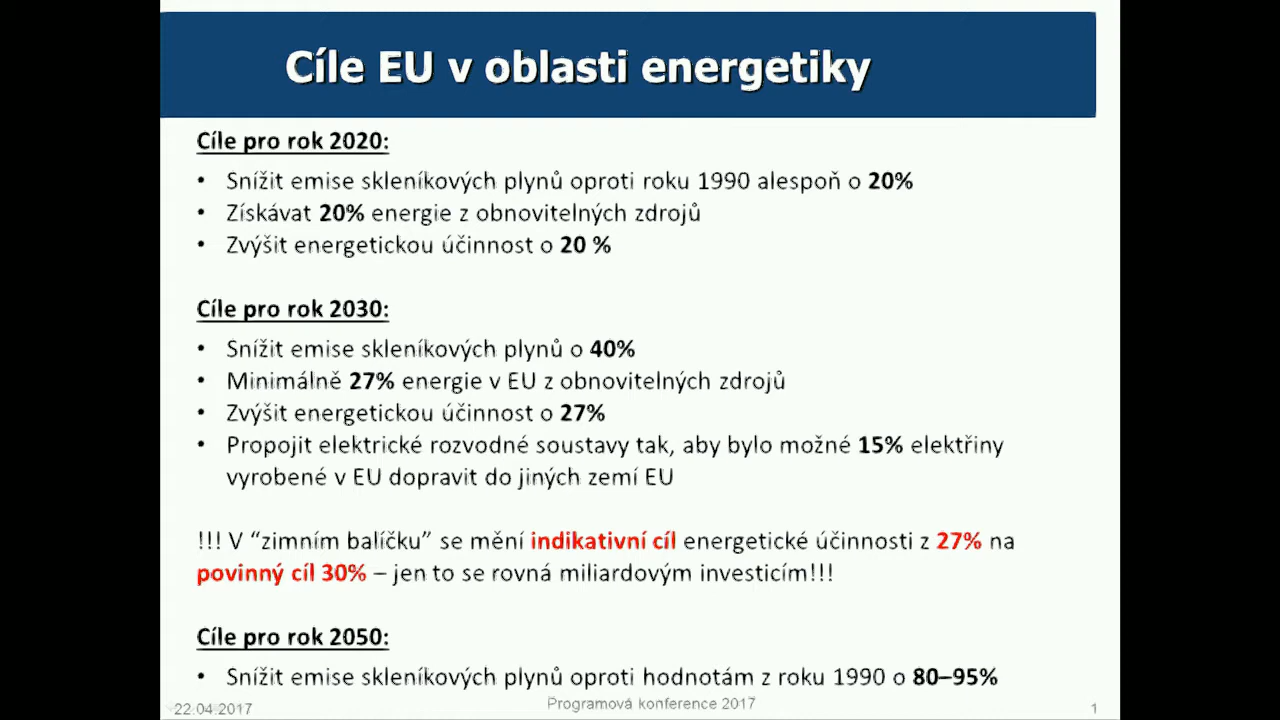 Cíle EU v oblasti energetiky
Cíle pro rok 2020:
• Snížit emise skleníkových plynů oproti roku 1990 alespoň o 20%
• Získávat 20% energie z obnovitelných zdrojů
• Zvýšit energetickou účinnost o 20 %
Cíle pro rok 2030:
• Snížit emise skleníkových plynů o 40%
• Minimálně 27% energie v EU z obnovitelných zdrojů
• Zvýšit energetickou účinnost o 27%
• Propojit elektrické rozvodné soustavy tak, aby bylo možné 15% elektřiny
vyrobené v EU dopravit do jiných zemí EU
!!! V “zimním balíčku” se mění indikativní cíl energetické účinnosti z 27% na
povinný cíl 30% – jen to se rovná miliardovým investicím!!!
Cíle pro rok 2050:
• Snížit emise skleníkových plynů oproti hodnotám z roku 1990 o 80–95%
22.04.2017
Programová konference 2017
1